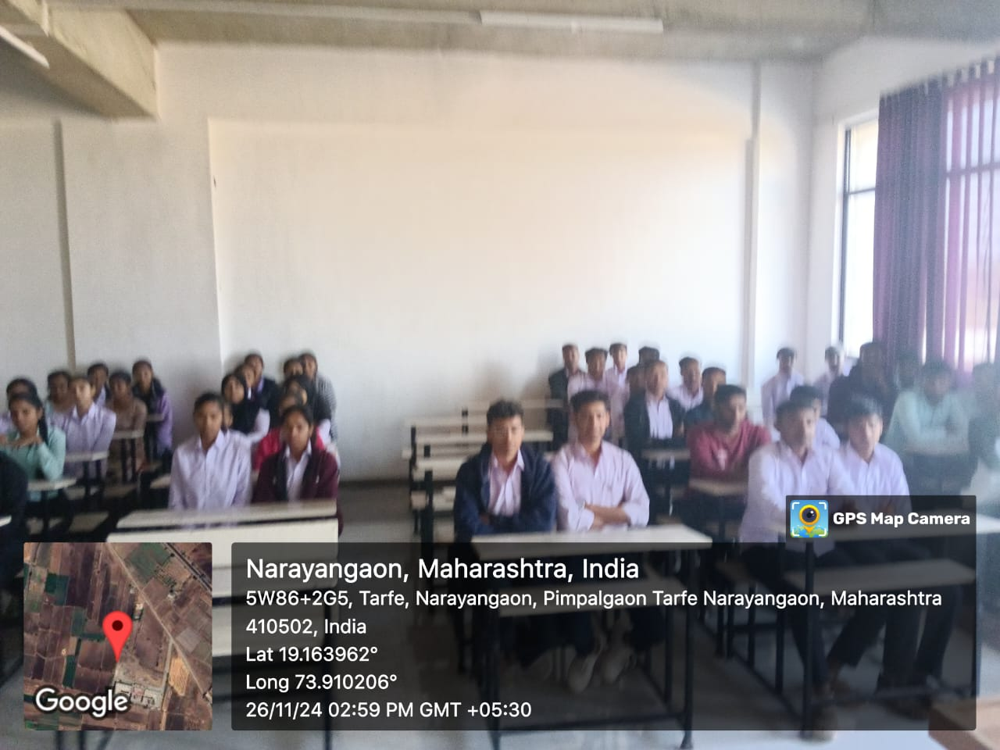 GPS Map Camera
Narayangaon, Maharashtra, India
5W86+2G5, Tarfe, Narayangaon, Pimpalgaon Tarfe Narayangaon, Maharashtra
410502, India
Lat 19.163962°
Long 73.910206°
26/11/24 02:59 PM GMT +05:30
Google